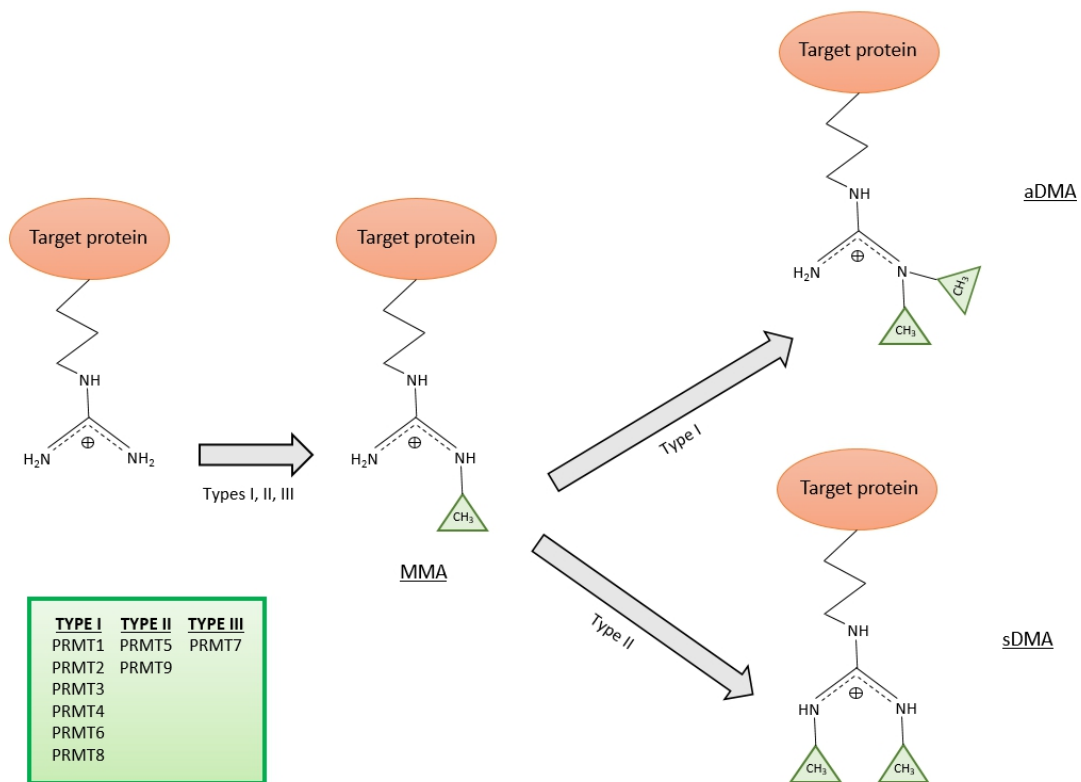 Target protein
NH
H₂N
NH₂
Types I, II, III
Target protein
NH
H₂N
NH
CH₃
MMA
Type I
Type II
Target protein
NH
H₂N
N
CH₃
CH₃
aDMA
Target protein
NH
HN
NH
CH₃
CH₃
sDMA
TYPE I TYPE II TYPE III
PRMT1 PRMT5 PRMT7
PRMT2 PRMT9
PRMT3
PRMT4
PRMT6
PRMT8